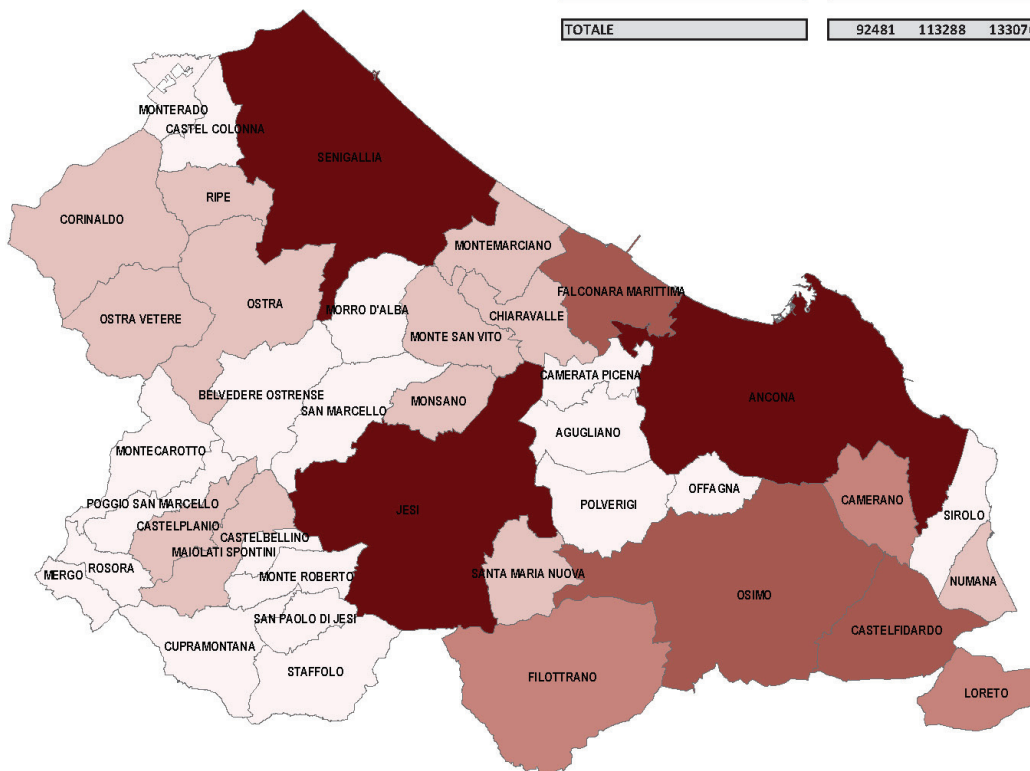 TOTALE 92481 113288 13307
MONTERADO
CASTEL COLONNA
SENIGALLIA
RIPE
CORINALDO
MONTEMARCIANO
FALCONARA MARITTIMA
OSTRA
MORRO D'ALBA
CHIARAVALLE
OSTRA VETERE
MONTE SAN VITO
CAMERATA PICENA
BELVEDERE OSTRENSE
MONSANO
ANCONA
SAN MARCELLO
AGUGLIANO
MONTECAROTTO
OFFAGNA
POGGIO SAN MARCELLO
POLVERIGI
CAMERANO
JESI
SIROLO
CASTELPLANIO
CASTELBELLINO
MAIOLATI SPONTINI
ROSORA
MERGO
MONTE ROBERTO
SANTA MARIA NUOVA
NUMANA
OSIMO
SAN PAOLO DI JESI
CASTELFIDARDO
CUPRAMONTANA
STAFFOLO
FILOTTRANO
LORETO